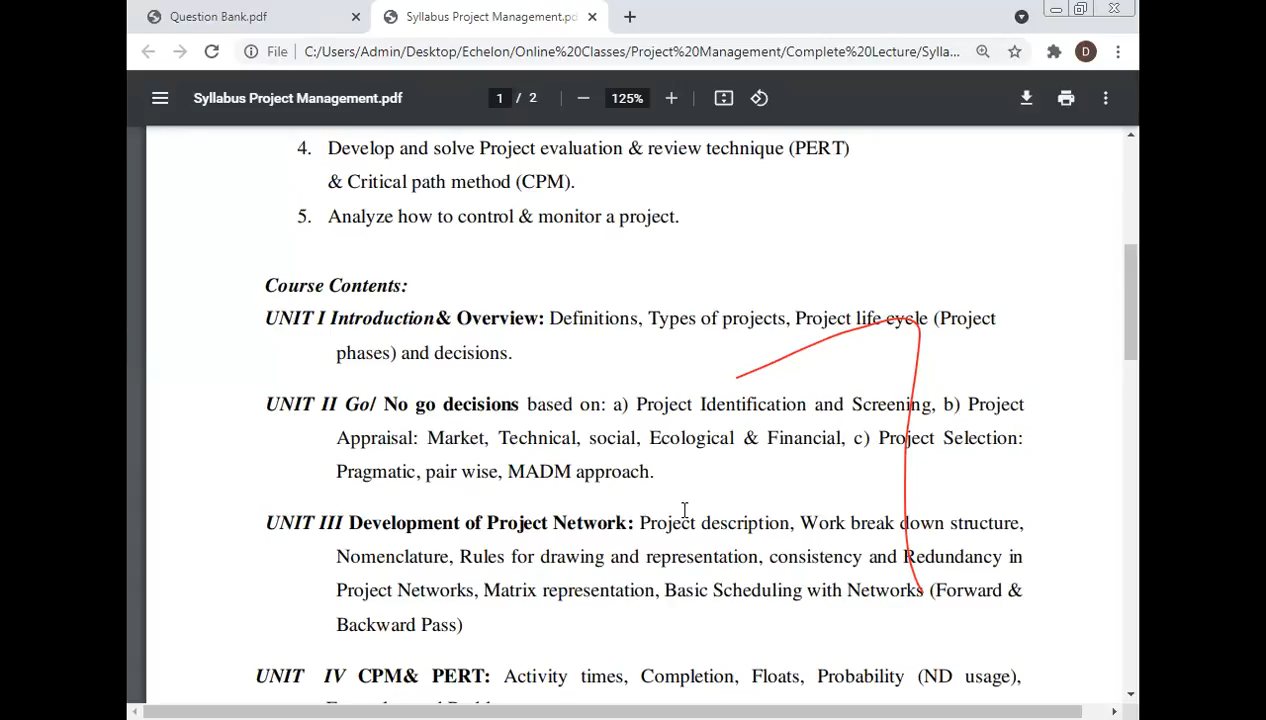 Question Bank.pdf
Syllabus Project Management.pd
File C:/Users/Admin/Desktop/Echelon/Online%20Classes/Project%20Management/Complete%20Lecture/Sylla...
D
Syllabus Project Management.pdf
1 / 2
125%
4. Develop and solve Project evaluation & review technique (PERT)
& Critical path method (CPM).
5. Analyze how to control & monitor a project.
Course Contents:
UNIT I Introduction& Overview: Definitions, Types of projects, Project life cycle (Project
phases) and decisions.
UNIT II Go/ No go decisions based on: a) Project Identification and Screening, b) Project
Appraisal: Market, Technical, social, Ecological & Financial, c) Project Selection:
Pragmatic, pair wise, MADM approach.
UNIT III Development of Project Network: Project description, Work break down structure,
Nomenclature, Rules for drawing and representation, consistency and Redundancy in
Project Networks, Matrix representation, Basic Scheduling with Networks (Forward &
Backward Pass)
UNIT IV CPM& PERT: Activity times, Completion, Floats, Probability (ND usage),